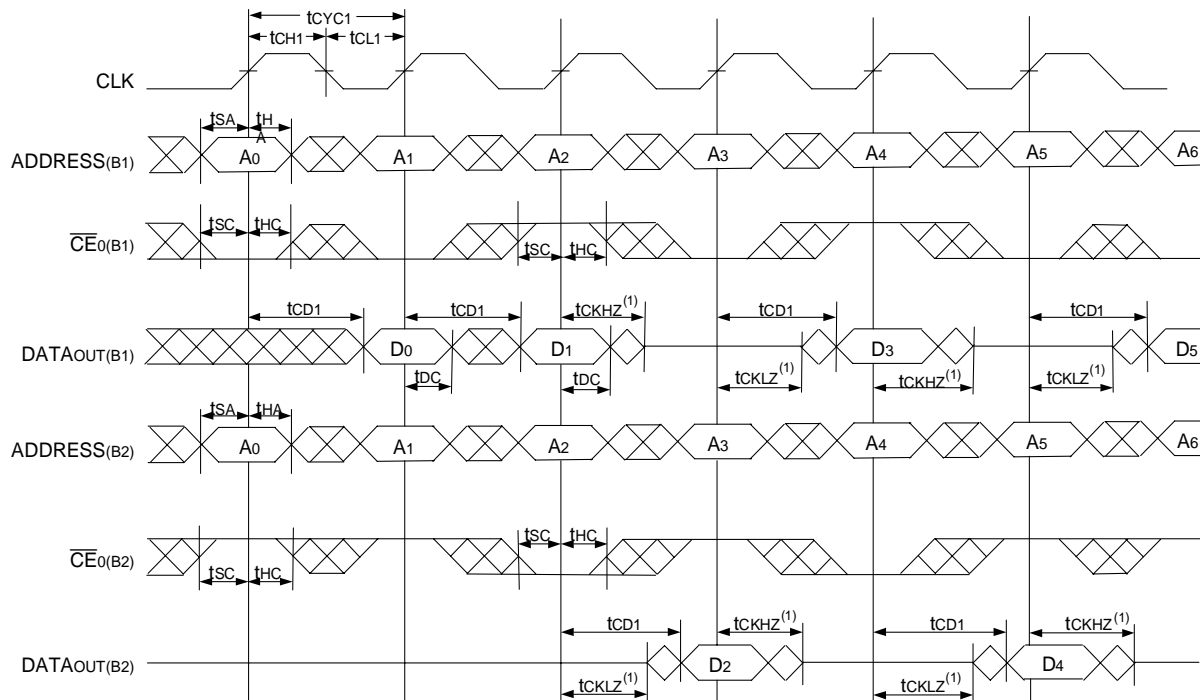 tCYC1
tCH1 tCL1
CLK
tSA tHA
ADDRESS(B1) A0 A1 A2 A3 A4 A5 A6
tSC tHC
CE0(B1)
tSC tHC
tCD1 tCD1 tCKHZ(1) tCD1 tCD1
DATAOUT(B1) D0 D1 D3 D5
tDC tDC tCKLZ(1) tCKHZ(1) tCKLZ(1)
tSA tHA
ADDRESS(B2) A0 A1 A2 A3 A4 A5 A6
tSC tHC
CE0(B2)
tSC tHC
tCD1 tCKHZ(1) tCD1 tCKHZ(1)
DATAOUT(B2) D2 D4
tCKLZ(1) tCKLZ(1)